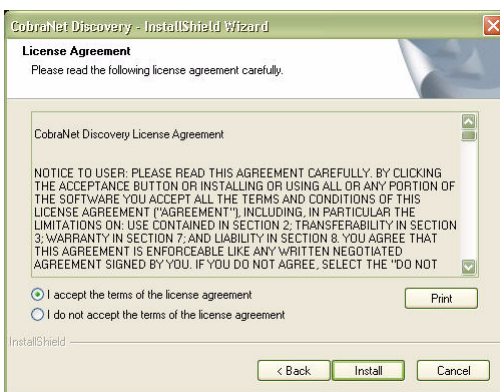 CobraNet Discovery - InstallShield Wizard
License Agreement
Please read the following license agreement carefully.
CobraNet Discovery License Agreement
NOTICE TO USER: PLEASE READ THIS AGREEMENT CAREFULLY. BY CLICKING
THE ACCEPTANCE BUTTON OR INSTALLING OR USING ALL OR ANY PORTION OF
THE SOFTWARE YOU ACCEPT ALL THE TERMS AND CONDITIONS OF THIS
LICENSE AGREEMENT ("AGREEMENT"), INCLUDING, IN PARTICULAR THE
LIMITATIONS ON: USE CONTAINED IN SECTION 2; TRANSFERABILITY IN SECTION
3; WARRANTY IN SECTION 7; AND LIABILITY IN SECTION 8. YOU AGREE THAT
THIS AGREEMENT IS ENFORCEABLE LIKE ANY WRITTEN NEGOTIATED
AGREEMENT SIGNED BY YOU. IF YOU DO NOT AGREE, SELECT THE "DO NOT
I accept the terms of the license agreement
Print
I do not accept the terms of the license agreement
InstallShield
< Back
Install
Cancel